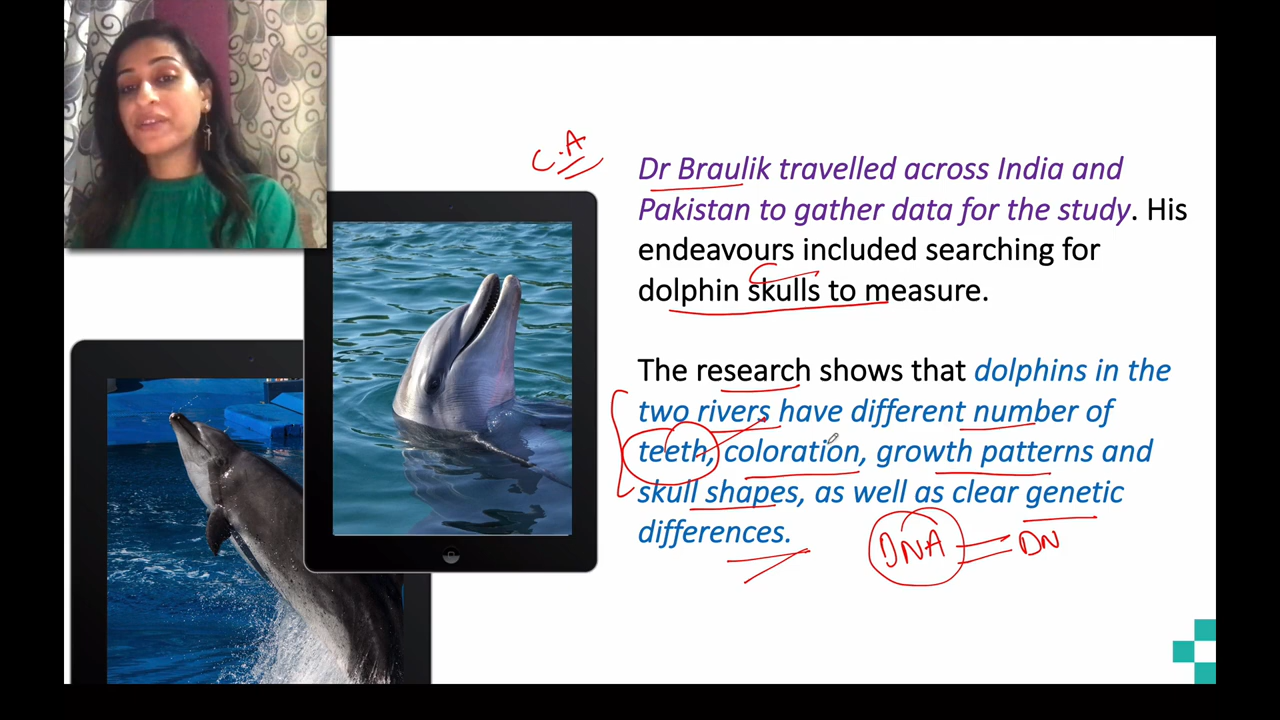 C.A
Dr Braulik travelled across India and
Pakistan to gather data for the study. His
endeavours included searching for
dolphin skulls to measure.
The research shows that dolphins in the
two rivers have different number of
teeth, coloration, growth patterns and
skull shapes, as well as clear genetic
differences.
DNA = DN